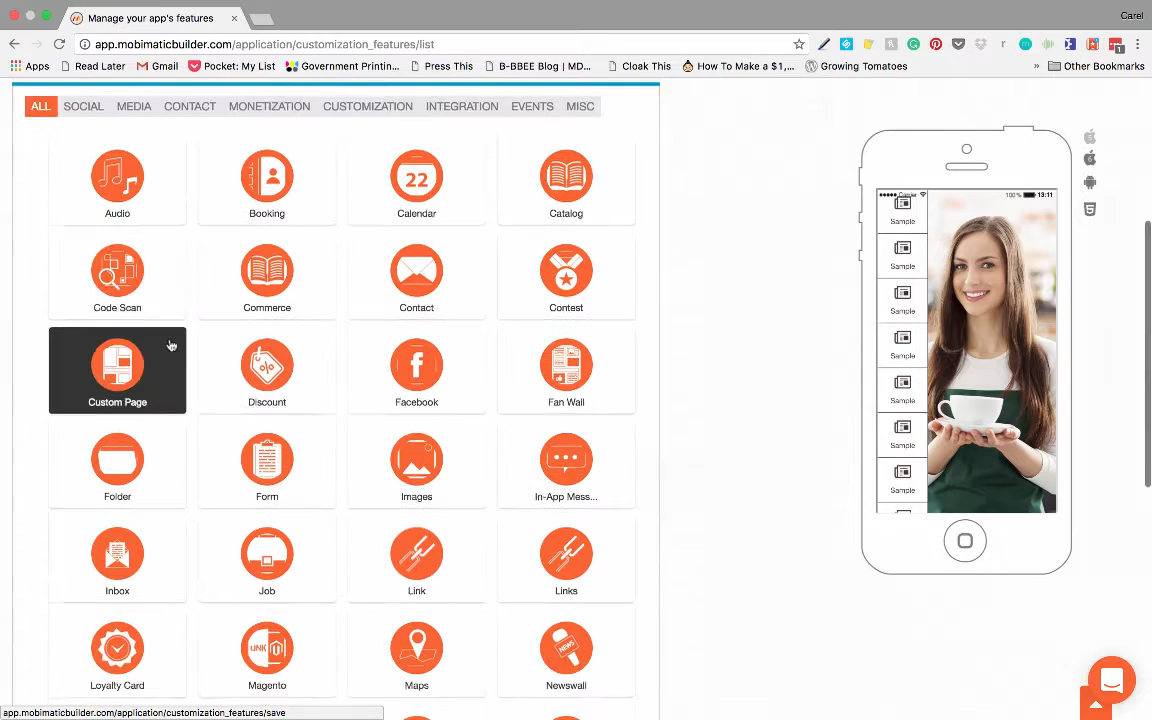 Manage your app's features
Carel
app.mobimaticbuilder.com/application/customization_features/list
Apps
Read Later
Gmail
Pocket: My List
Government Printin...
Press This
B-BBEE Blog | MD...
Cloak This
How To Make a $1,...
Growing Tomatoes
»
Other Bookmarks
ALL SOCIAL MEDIA CONTACT MONETIZATION CUSTOMIZATION INTEGRATION EVENTS MISC
Audio
Booking
22
Calendar
Catalog
Code Scan
Commerce
Contact
Contest
Custom Page
%
Discount
f
Facebook
Fan Wall
Folder
Form
Images
In-App Mess...
Inbox
Job
Link
Links
Loyalty Card
LINK
Magento
Maps
NEWS
Newswall
Carrier 100% 13:11
Sample
Sample
Sample
Sample
Sample
Sample
Sample
app.mobimaticbuilder.com/application/customization_features/save